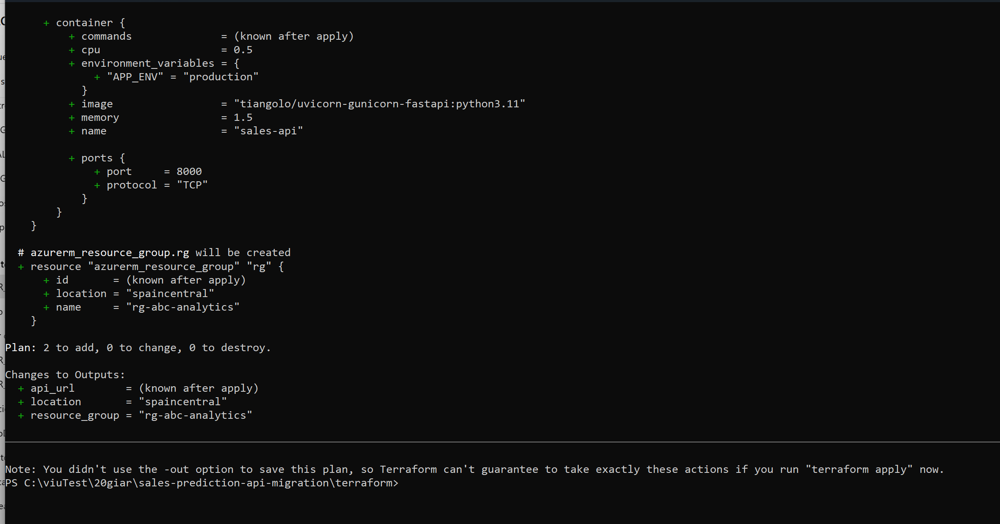 + container {
+ commands = (known after apply)
+ cpu = 0.5
+ environment_variables = {
+ "APP_ENV" = "production"
}
+ image = "tiangolo/uvicorn-gunicorn-fastapi:python3.11"
+ memory = 1.5
+ name = "sales-api"
+ ports {
+ port = 8000
+ protocol = "TCP"
}
}
}
# azurerm_resource_group.rg will be created
+ resource "azurerm_resource_group" "rg" {
+ id = (known after apply)
+ location = "spaincentral"
+ name = "rg-abc-analytics"
}
Plan: 2 to add, 0 to change, 0 to destroy.
Changes to Outputs:
+ api_url = (known after apply)
+ location = "spaincentral"
+ resource_group = "rg-abc-analytics"
Note: You didn't use the -out option to save this plan, so Terraform can't guarantee to take exactly these actions if you run "terraform apply" now.
PS C:\viuTest\20giar\sales-prediction-api-migration\terraform>